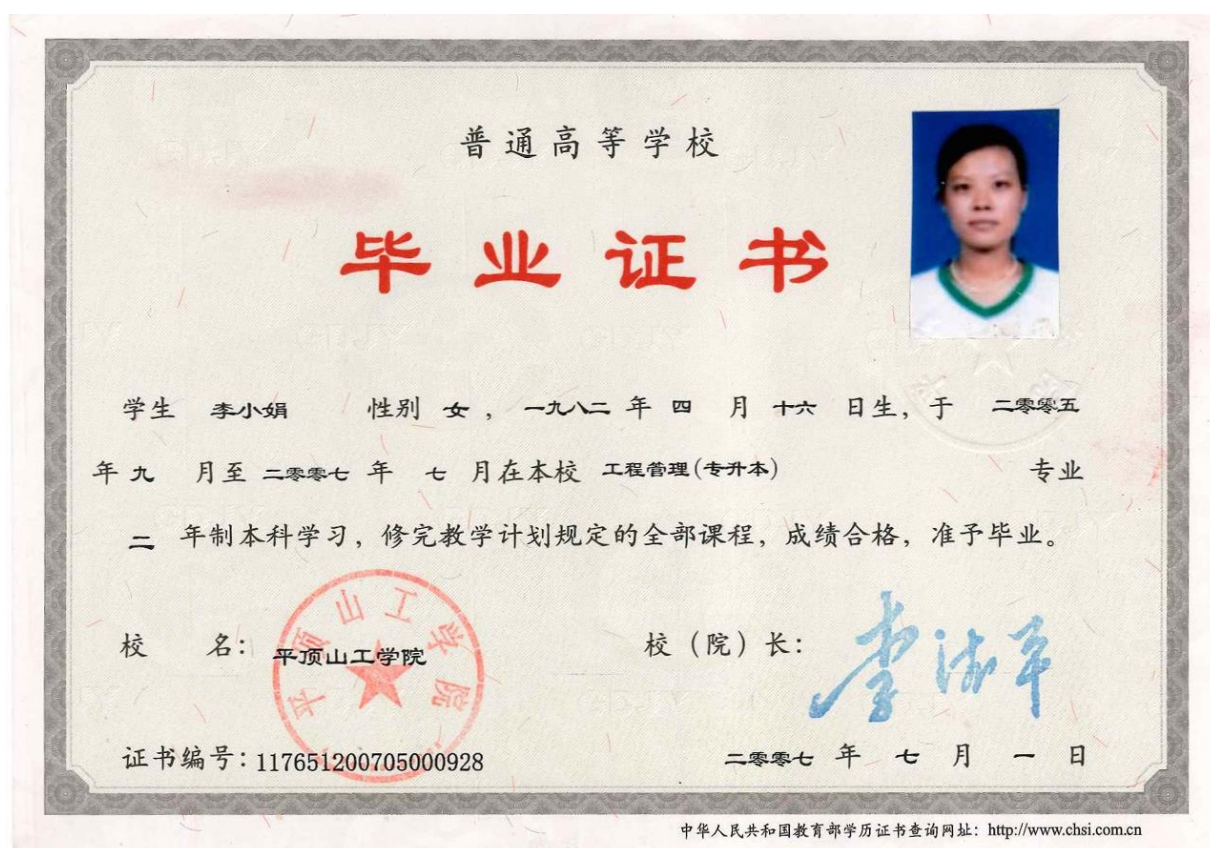 普通高等学校
毕业证书
学生 李小娟 性别 女 ，一九八二 年 四 月 十六 日生，于 二零零五
年 九 月至 二零零七 年 七 月在本校 工程管理(专升本) 专业
二 年制本科学习，修完教学计划规定的全部课程，成绩合格，准予毕业。
平顶山工学院
校 名：平顶山工学院 校（院）长：
证书编号：117651200705000928 二零零七 年 七 月 一 日
中华人民共和国教育部学历证书查询网址：http://www.chsi.com.cn